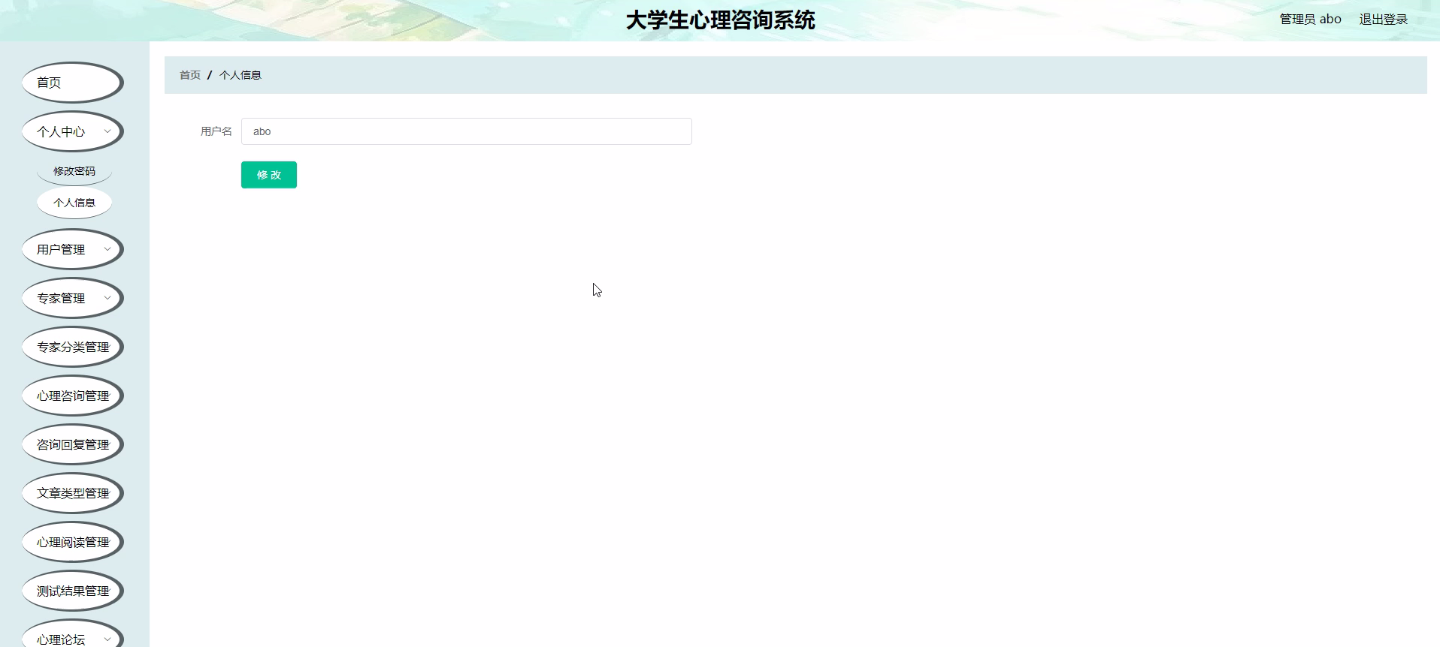 大学生心理咨询系统
管理员 abo
退出登录
首页
个人中心
修改密码
个人信息
用户管理
专家管理
专家分类管理
心理咨询管理
咨询回复管理
文章类型管理
心理阅读管理
测试结果管理
心理论坛
首页 / 个人信息
用户名 abo
修 改